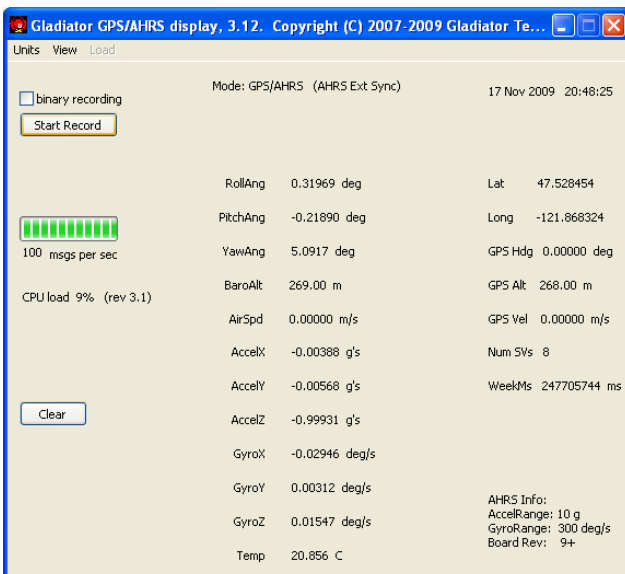 Gladiator GPS/AHRS display, 3.12. Copyright (C) 2007-2009 Gladiator Te...
Units View Load
Mode: GPS/AHRS (AHRS Ext Sync)
17 Nov 2009 20:48:25
binary recording
Start Record
RollAng 0.31969 deg
Lat 47.528454
PitchAng -0.21890 deg
Long -121.868324
100 msgs per sec
YawAng 5.0917 deg
GPS Hdg 0.00000 deg
BaroAlt 269.00 m
GPS Alt 268.00 m
CPU load 9% (rev 3.1)
AirSpd 0.00000 m/s
GPS Vel 0.00000 m/s
AccelX -0.00388 g's
Num SVs 8
AccelY -0.00568 g's
WeekMs 247705744 ms
Clear
AccelZ -0.99931 g's
GyroX -0.02946 deg/s
GyroY 0.00312 deg/s
GyroZ 0.01547 deg/s
Temp 20.856 C
AHRS Info:
AccelRange: 10 g
GyroRange: 300 deg/s
Board Rev: 9+